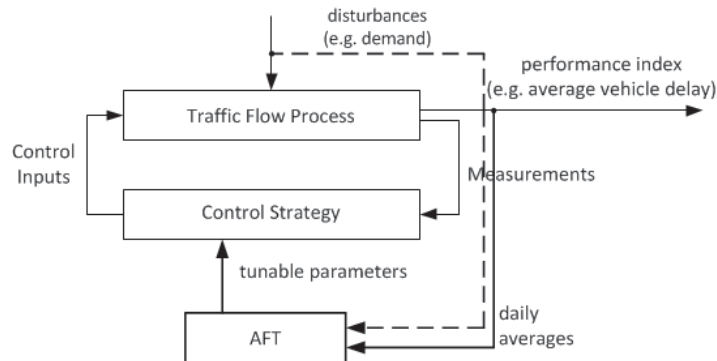 disturbances
(e.g. demand)
performance index
(e.g. average vehicle delay)
Traffic Flow Process
Control
Inputs
Measurements
Control Strategy
tunable parameters
daily
averages
AFT